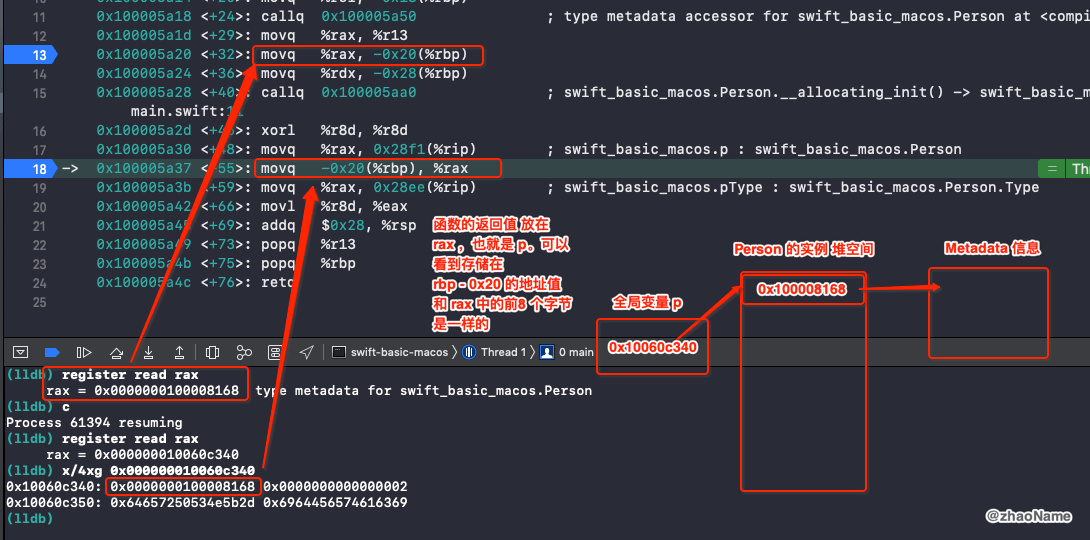 11 0x100005a18 <+24>: callq 0x100005a50 ; type metadata accessor for swift_basic_macos.Person at <compi
12 0x100005a1d <+29>: movq %rax, %r13
13 0x100005a20 <+32>: movq %rax, -0x20(%rbp)
14 0x100005a24 <+36>: movq %rdx, -0x28(%rbp)
15 0x100005a28 <+40>: callq 0x100005aa0 ; swift_basic_macos.Person.__allocating_init() -> swift_basic_m
main.swift:11
16 0x100005a2d <+45>: xorl %r8d, %r8d
17 0x100005a30 <+48>: movq %rax, 0x28f1(%rip) ; swift_basic_macos.p : swift_basic_macos.Person
18 -> 0x100005a37 <+55>: movq -0x20(%rbp), %rax
= Thr
19 0x100005a3b <+59>: movq %rax, 0x28ee(%rip) ; swift_basic_macos.pType : swift_basic_macos.Person.Type
20 0x100005a42 <+66>: movl %r8d, %eax
21 0x100005a45 <+69>: addq $0x28, %rsp
22 0x100005a49 <+73>: popq %r13
23 0x100005a4b <+75>: popq %rbp
24 0x100005a4c <+76>: retq
25
函数的返回值 放在
rax ，也就是 p。可以
看到存储在
rbp - 0x20 的地址值
和 rax 中的前8 个字节
是一样的
全局变量 p
0x10060c340
Person 的实例 堆空间
0x100008168
Metadata 信息
swift-basic-macos 〉 Thread 1 〉 0 main
(lldb) register read rax
rax = 0x0000000100008168 type metadata for swift_basic_macos.Person
(lldb) c
Process 61394 resuming
(lldb) register read rax
rax = 0x000000010060c340
(lldb) x/4xg 0x000000010060c340
0x10060c340: 0x0000000100008168 0x0000000000000002
0x10060c350: 0x64657250534e5b2d 0x6964456574616369
(lldb)
@zhaoName